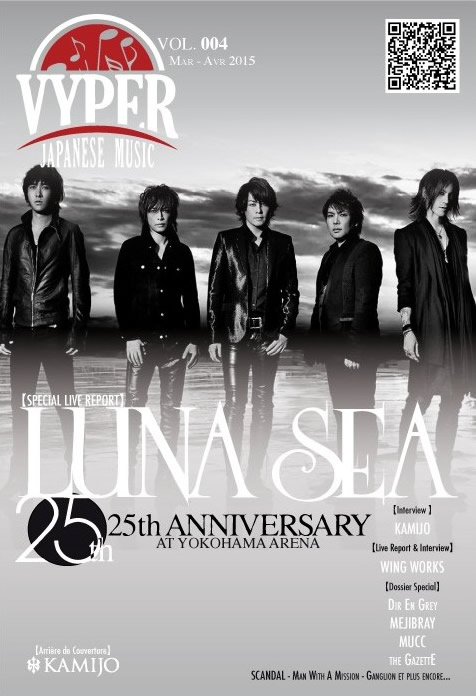 VOL. 004
MAR - AVR 2015
VYPER
JAPANESE MUSIC
【SPECIAL LIVE REPORT】
LUNA SEA
25th
25th ANNIVERSARY
AT YOKOHAMA ARENA
【Interview】
KAMIJO
【Live Report & Interview】
WING WORKS
【Dossier Special】
DIR EN GREY
MEJIBRAY
MUCC
THE GAZETTE
【Arrière de Couverture】
KAMIJO
SCANDAL - MAN WITH A MISSION - GANGLION ET PLUS ENCORE...